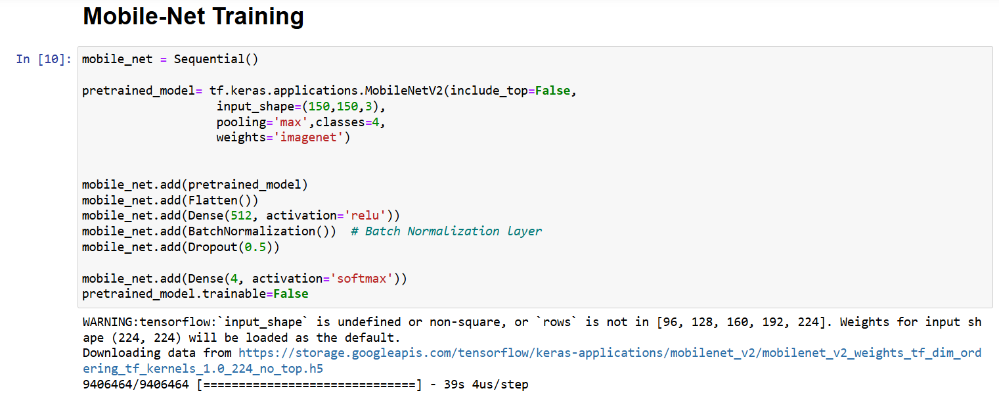 Mobile-Net Training
In [10]:
mobile_net = Sequential()
pretrained_model= tf.keras.applications.MobileNetV2(include_top=False,
input_shape=(150,150,3),
pooling='max',classes=4,
weights='imagenet')
mobile_net.add(pretrained_model)
mobile_net.add(Flatten())
mobile_net.add(Dense(512, activation='relu'))
mobile_net.add(BatchNormalization())  # Batch Normalization layer
mobile_net.add(Dropout(0.5))
mobile_net.add(Dense(4, activation='softmax'))
pretrained_model.trainable=False
WARNING:tensorflow:`input_shape` is undefined or non-square, or `rows` is not in [96, 128, 160, 192, 224]. Weights for input sh
ape (224, 224) will be loaded as the default.
Downloading data from https://storage.googleapis.com/tensorflow/keras-applications/mobilenet_v2/mobilenet_v2_weights_tf_dim_ord
ering_tf_kernels_1.0_224_no_top.h5
9406464/9406464 [==============================] - 39s 4us/step